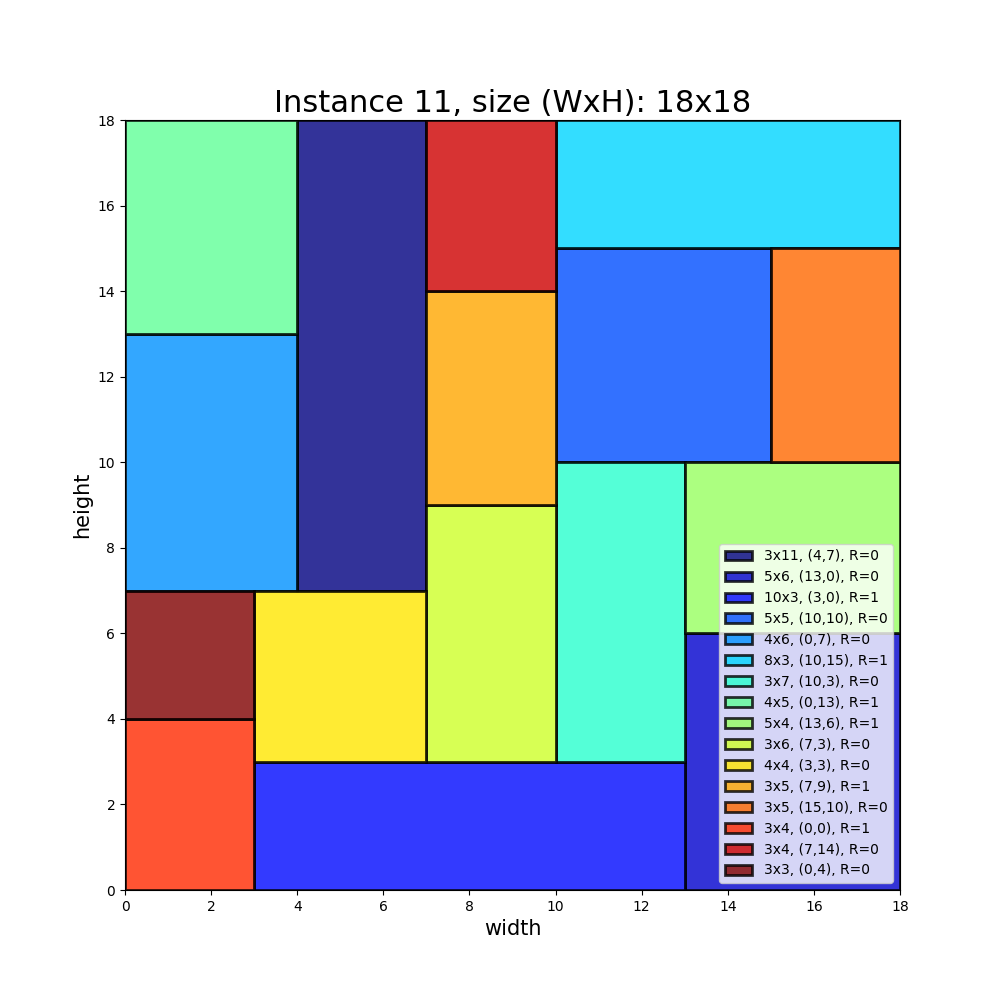 Instance 11, size (WxH): 18x18
18
16
14
12
10
8
6
4
2
0
height
3x11, (4,7), R=0
5x6, (13,0), R=0
10x3, (3,0), R=1
5x5, (10,10), R=0
4x6, (0,7), R=0
8x3, (10,15), R=1
3x7, (10,3), R=0
4x5, (0,13), R=1
5x4, (13,6), R=1
3x6, (7,3), R=0
4x4, (3,3), R=0
3x5, (7,9), R=1
3x5, (15,10), R=0
3x4, (0,0), R=1
3x4, (7,14), R=0
3x3, (0,4), R=0
0 2 4 6 8 10 12 14 16 18
width